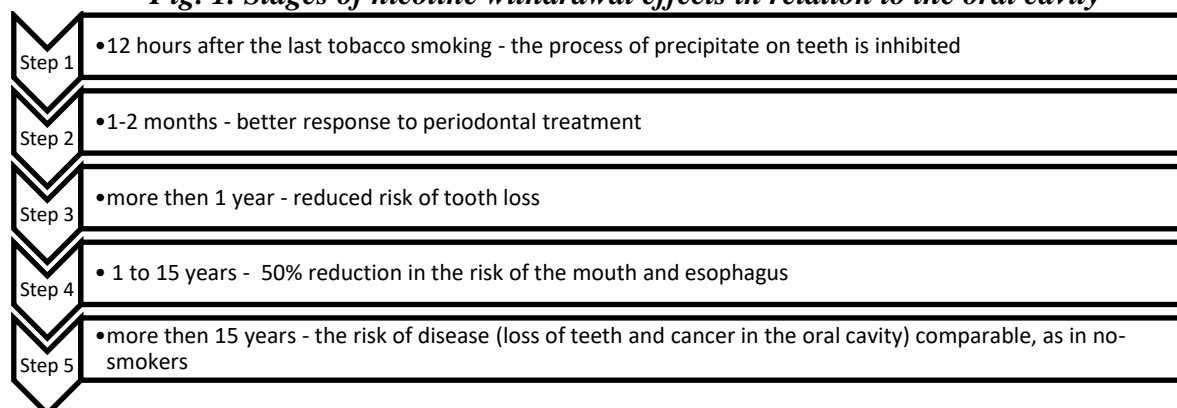 Fig. 1. Stages of nicotine withdrawal effects in relation to the oral cavity
Step 1
•12 hours after the last tobacco smoking - the process of precipitate on teeth is inhibited
Step 2
•1-2 months - better response to periodontal treatment
Step 3
•more then 1 year - reduced risk of tooth loss
Step 4
• 1 to 15 years -  50% reduction in the risk of the mouth and esophagus
Step 5
•more then 15 years - the risk of disease (loss of teeth and cancer in the oral cavity) comparable, as in no-
smokers